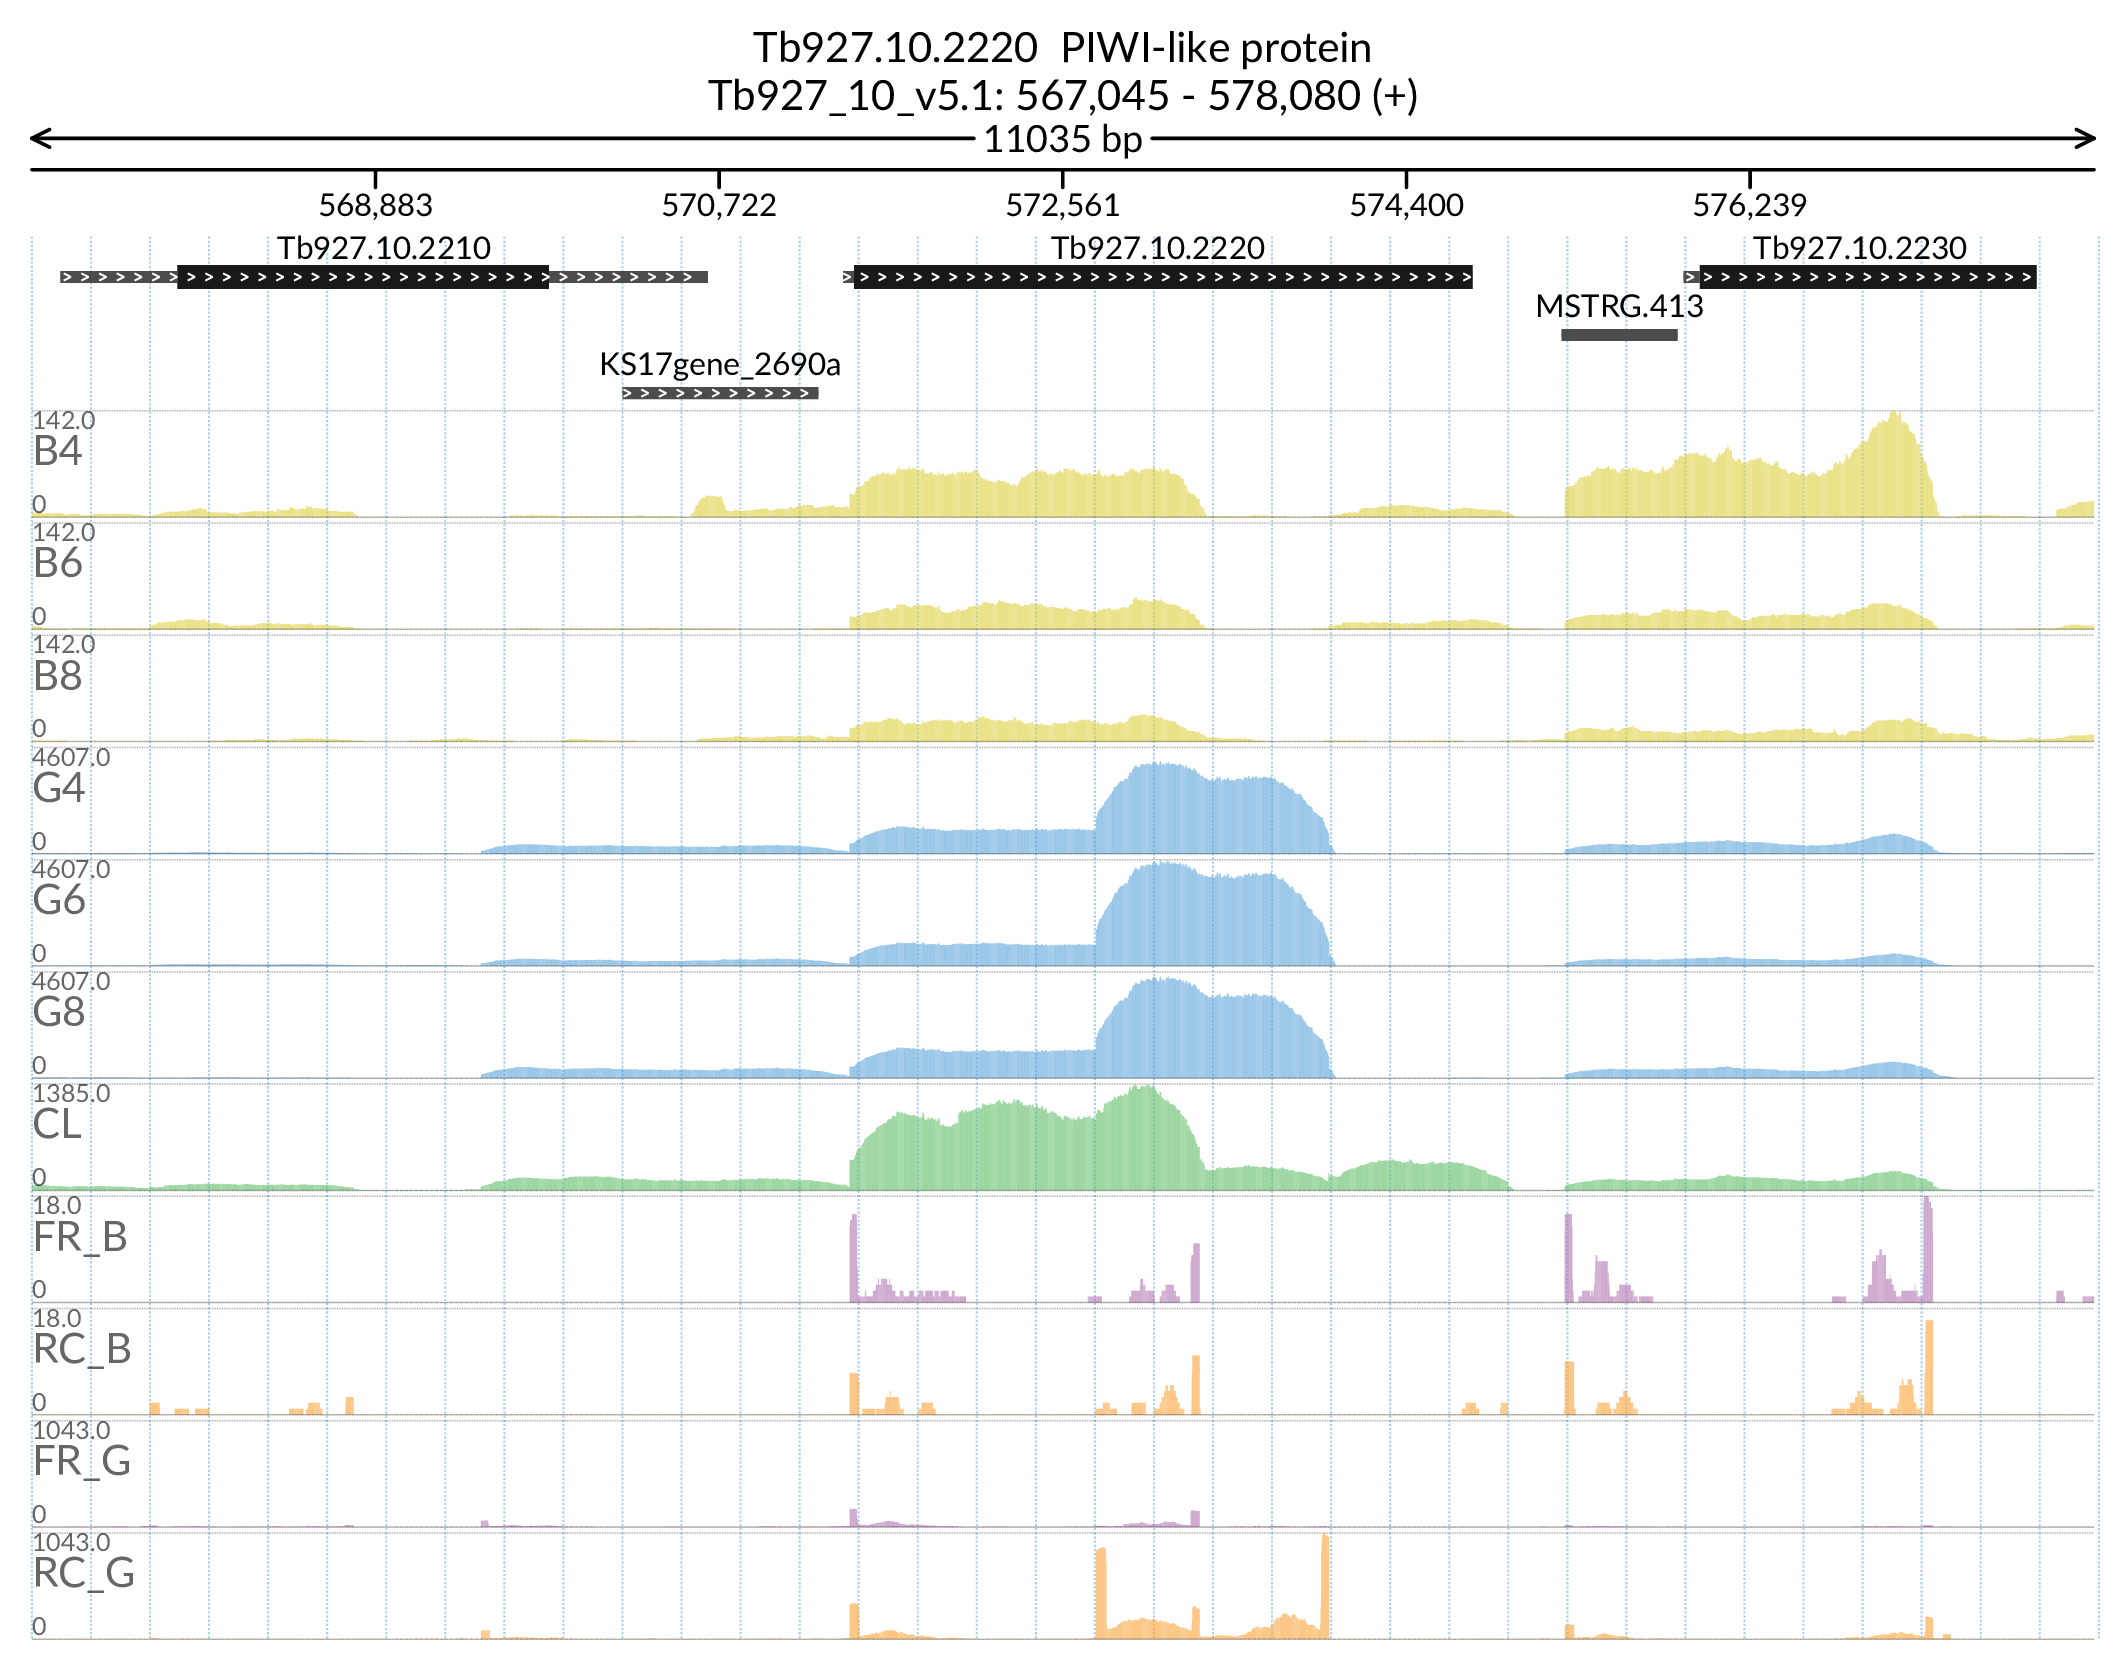 Tb927.10.2220  PIWI-like protein
Tb927_10_v5.1: 567,045 - 578,080 (+)
11035 bp
568,883 570,722 572,561 574,400 576,239
Tb927.10.2210 Tb927.10.2220 Tb927.10.2230
MSTRG.413
KS17gene_2690a
142.0
B4
0
142.0
B6
0
142.0
B8
0
4607.0
G4
0
4607.0
G6
0
4607.0
G8
0
1385.0
CL
0
18.0
FR_B
0
18.0
RC_B
0
1043.0
FR_G
0
1043.0
RC_G
0